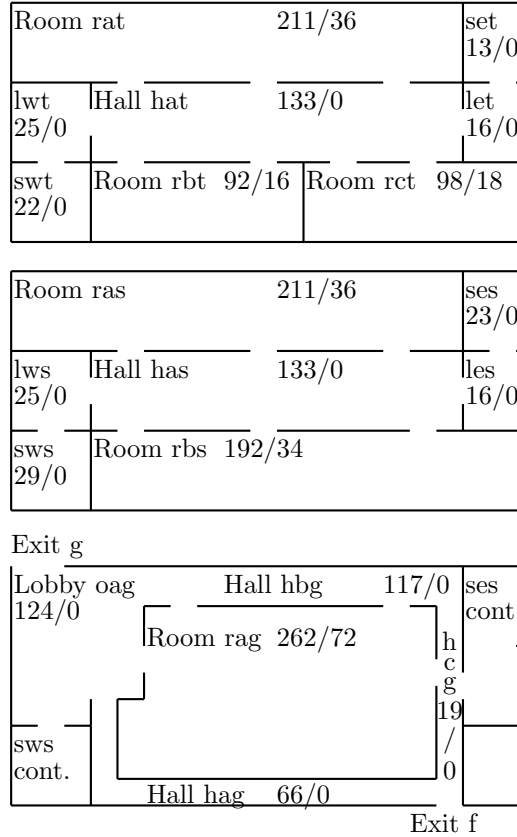 Room rat 211/36 set
13/0
lwt Hall hat 133/0 let
25/0 16/0
swt Room rbt 92/16 Room rct 98/18
22/0
Room ras 211/36 ses
23/0
lws Hall has 133/0 les
25/0 16/0
sws Room rbs 192/34
29/0
Exit g
Lobby oag Hall hbg 117/0 ses
124/0 cont.
Room rag 262/72 h
c
g
19
sws /
cont. 0
Hall hag 66/0
Exit f